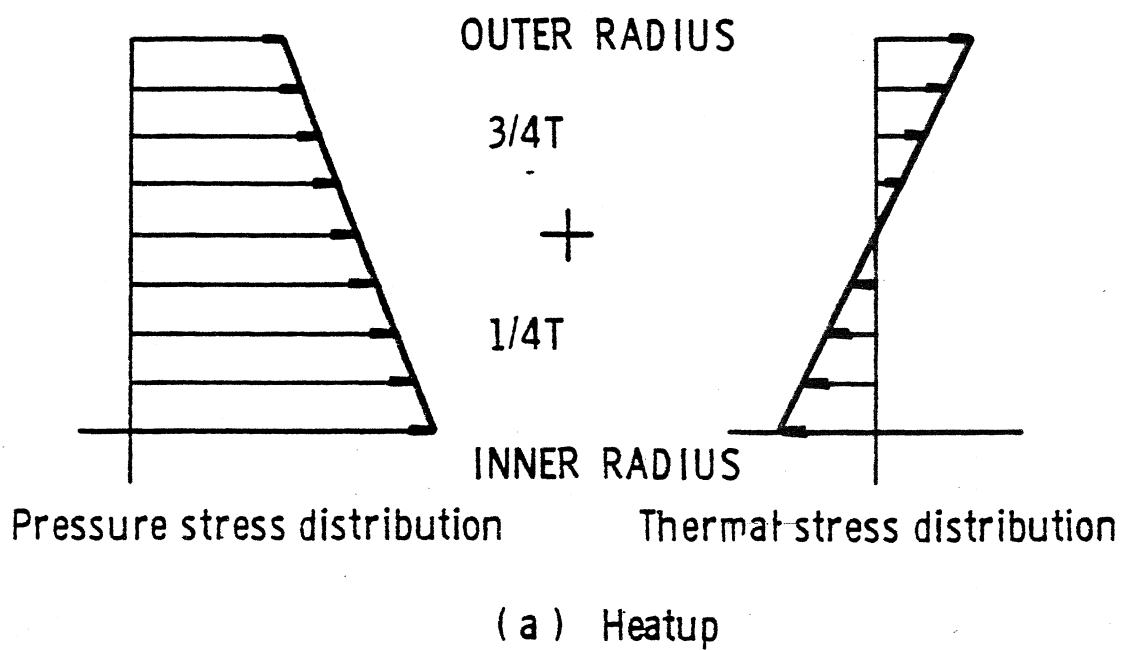 OUTER RADIUS
3/4T
1/4T
INNER RADIUS
Pressure stress distribution
Thermal stress distribution
(a) Heatup